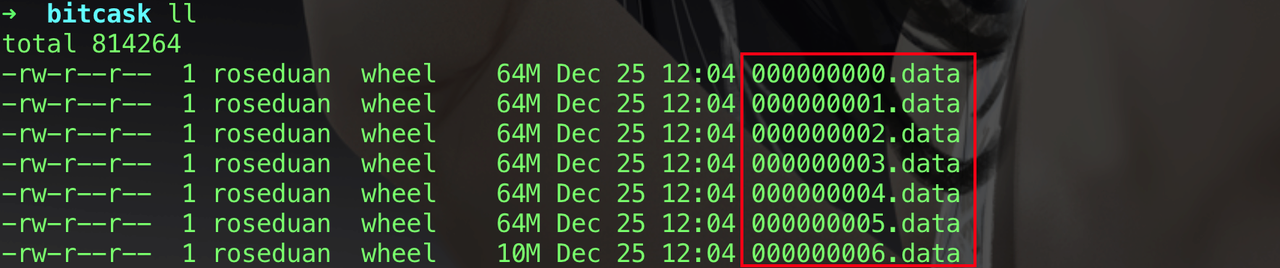 → bitcask ll
total 814264
-rw-r--r-- 1 roseduan wheel 64M Dec 25 12:04 000000000.data
-rw-r--r-- 1 roseduan wheel 64M Dec 25 12:04 000000001.data
-rw-r--r-- 1 roseduan wheel 64M Dec 25 12:04 000000002.data
-rw-r--r-- 1 roseduan wheel 64M Dec 25 12:04 000000003.data
-rw-r--r-- 1 roseduan wheel 64M Dec 25 12:04 000000004.data
-rw-r--r-- 1 roseduan wheel 64M Dec 25 12:04 000000005.data
-rw-r--r-- 1 roseduan wheel 10M Dec 25 12:04 000000006.data